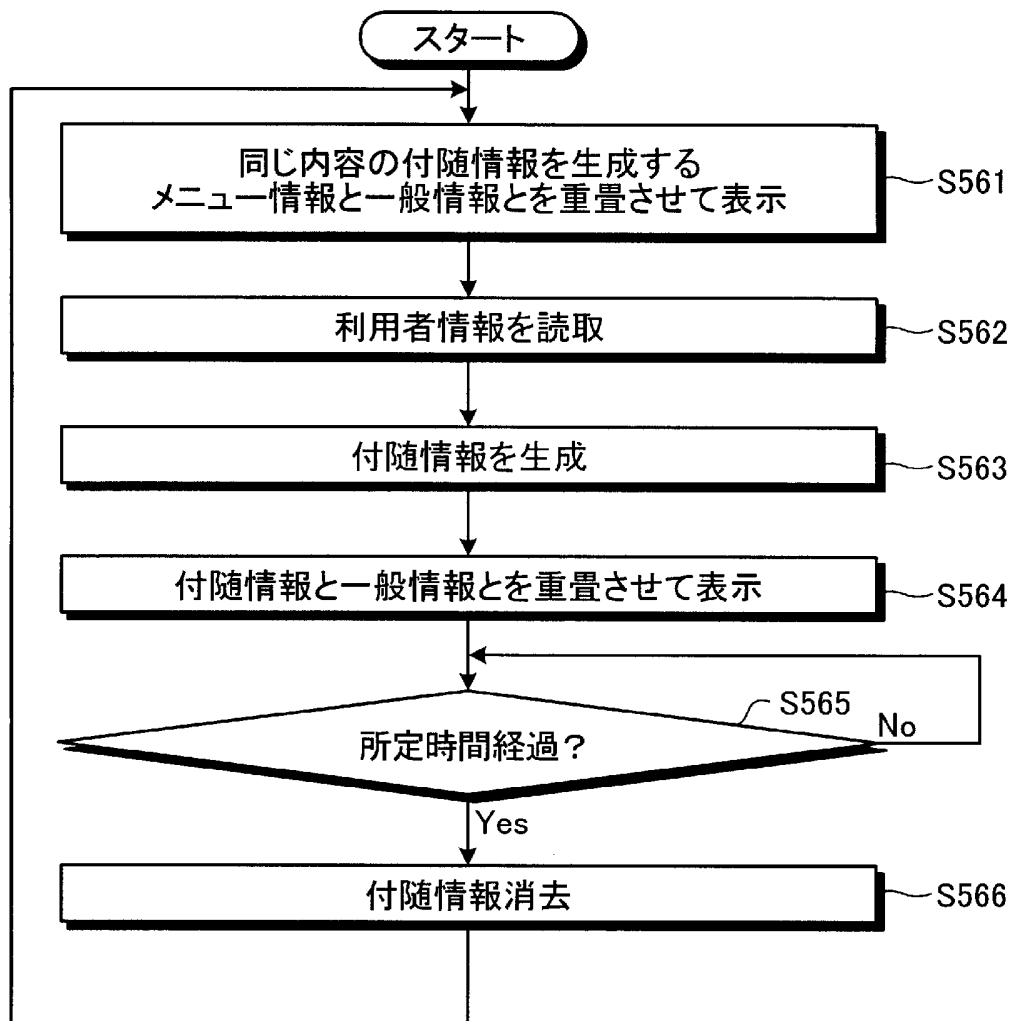 スタート
同じ内容の付随情報を生成する
メニュー情報と一般情報とを重畳させて表示
S561
利用者情報を読取
S562
付随情報を生成
S563
付随情報と一般情報とを重畳させて表示
S564
S565
所定時間経過？
No
Yes
付随情報消去
S566